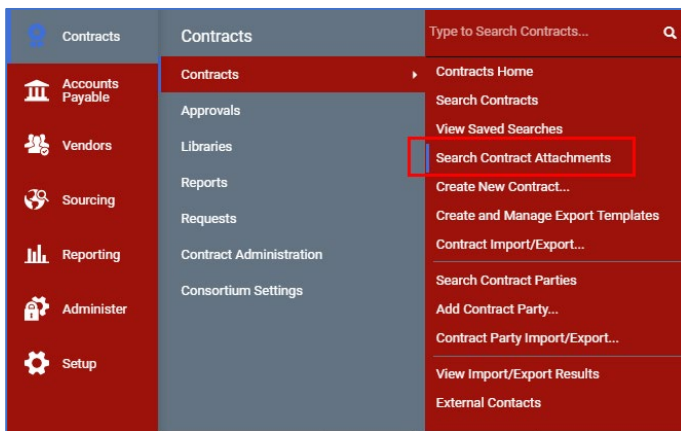 Contracts
Accounts
Payable
Vendors
Sourcing
Reporting
Administer
Setup
Contracts
Contracts
Approvals
Libraries
Reports
Requests
Contract Administration
Consortium Settings
Type to Search Contracts...
Contracts Home
Search Contracts
View Saved Searches
Search Contract Attachments
Create New Contract...
Create and Manage Export Templates
Contract Import/Export...
Search Contract Parties
Add Contract Party...
Contract Party Import/Export...
View Import/Export Results
External Contacts